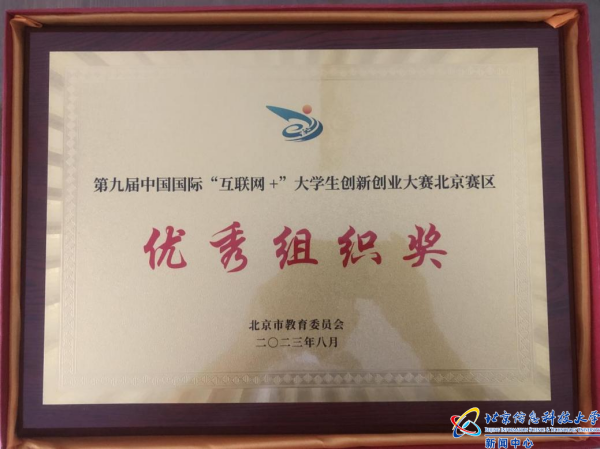 第九届中国国际“互联网+”大学生创新创业大赛北京赛区
优秀组织奖
北京市教育委员会
二〇二三年八月
北京信息科技大学
新闻中心